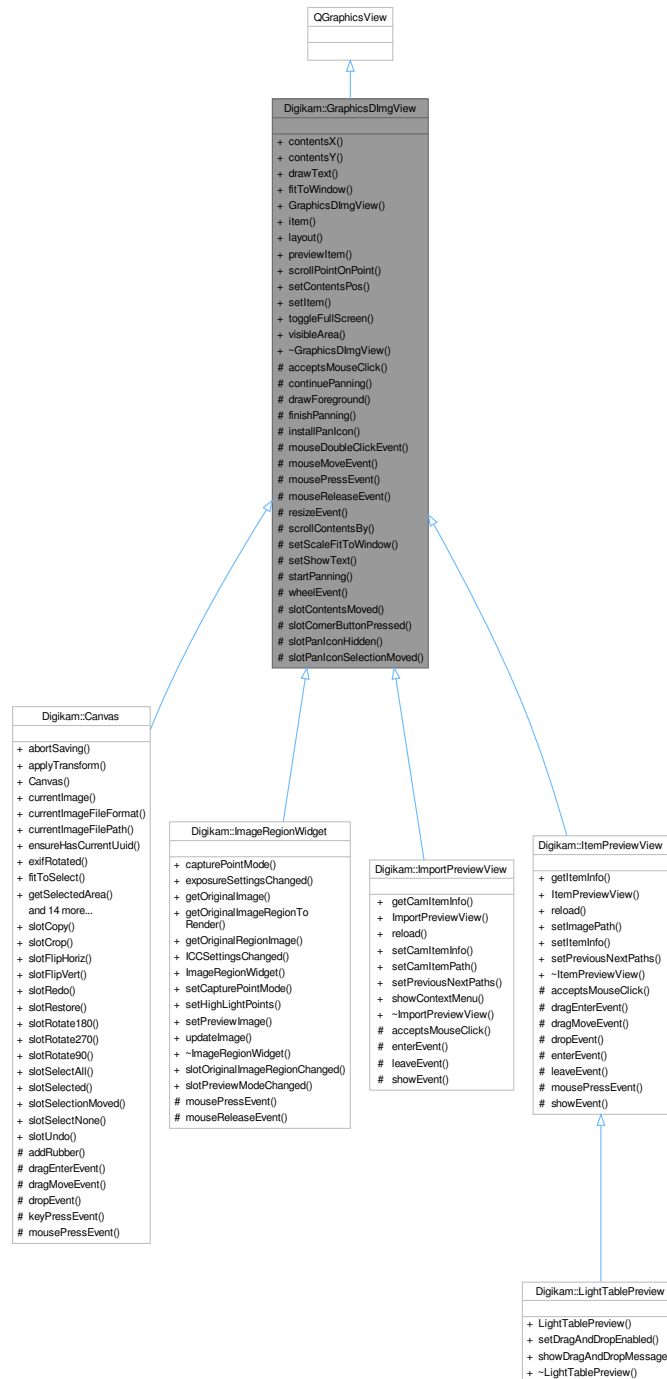 QGraphicsView
Digikam::GraphicsDImgView
+ contentsX()
+ contentsY()
+ drawText()
+ fitToWindow()
+ GraphicsDImgView()
+ item()
+ layout()
+ previewItem()
+ scrollPointOnPoint()
+ setContentsPos()
+ setItem()
+ toggleFullScreen()
+ visibleArea()
+ ~GraphicsDImgView()
# acceptsMouseClick()
# continuePanning()
# drawForeground()
# finishPanning()
# installPanIcon()
# mouseDoubleClickEvent()
# mouseMoveEvent()
# mousePressEvent()
# mouseReleaseEvent()
# resizeEvent()
# scrollContentsBy()
# setScaleFitToWindow()
# setShowText()
# startPanning()
# wheelEvent()
# slotContentsMoved()
# slotCornerButtonPressed()
# slotPanIconHidden()
# slotPanIconSelectionMoved()
Digikam::Canvas
+ abortSaving()
+ applyTransform()
+ Canvas()
+ currentImage()
+ currentImageFileFormat()
+ currentImageFilePath()
+ ensureHasCurrentUuid()
+ exifRotated()
+ fitToSelect()
+ getSelectedArea()
and 14 more...
+ slotCopy()
+ slotCrop()
+ slotFlipHoriz()
+ slotFlipVert()
+ slotRedo()
+ slotRestore()
+ slotRotate180()
+ slotRotate270()
+ slotRotate90()
+ slotSelectAll()
+ slotSelected()
+ slotSelectionMoved()
+ slotSelectNone()
+ slotUndo()
# addRubber()
# dragEnterEvent()
# dragMoveEvent()
# dropEvent()
# keyPressEvent()
# mousePressEvent()
Digikam::ImageRegionWidget
+ capturePointMode()
+ exposureSettingsChanged()
+ getOriginalImage()
+ getOriginalImageRegionTo
Render()
+ getOriginalRegionImage()
+ ICCSettingsChanged()
+ ImageRegionWidget()
+ setCapturePointMode()
+ setHighLightPoints()
+ setPreviewImage()
+ updateImage()
+ ~ImageRegionWidget()
+ slotOriginalImageRegionChanged()
+ slotPreviewModeChanged()
# mousePressEvent()
# mouseReleaseEvent()
Digikam::ImportPreviewView
+ getCamItemInfo()
+ ImportPreviewView()
+ reload()
+ setCamItemInfo()
+ setCamItemPath()
+ setPreviousNextPaths()
+ showContextMenu()
+ ~ImportPreviewView()
# acceptsMouseClick()
# enterEvent()
# leaveEvent()
# showEvent()
Digikam::ItemPreviewView
+ getItemInfo()
+ ItemPreviewView()
+ reload()
+ setImagePath()
+ setItemInfo()
+ setPreviousNextPaths()
+ ~ItemPreviewView()
# acceptsMouseClick()
# dragEnterEvent()
# dragMoveEvent()
# dropEvent()
# enterEvent()
# leaveEvent()
# mousePressEvent()
# showEvent()
Digikam::LightTablePreview
+ LightTablePreview()
+ setDragAndDropEnabled()
+ showDragAndDropMessage
+ ~LightTablePreview()